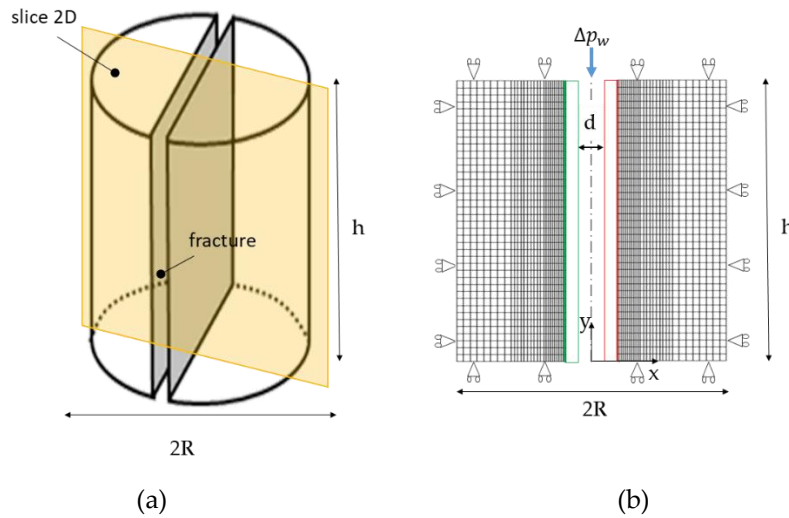 slice 2D
fracture
h
2R
(a)
Δp_w
d
h
y
x
2R
(b)